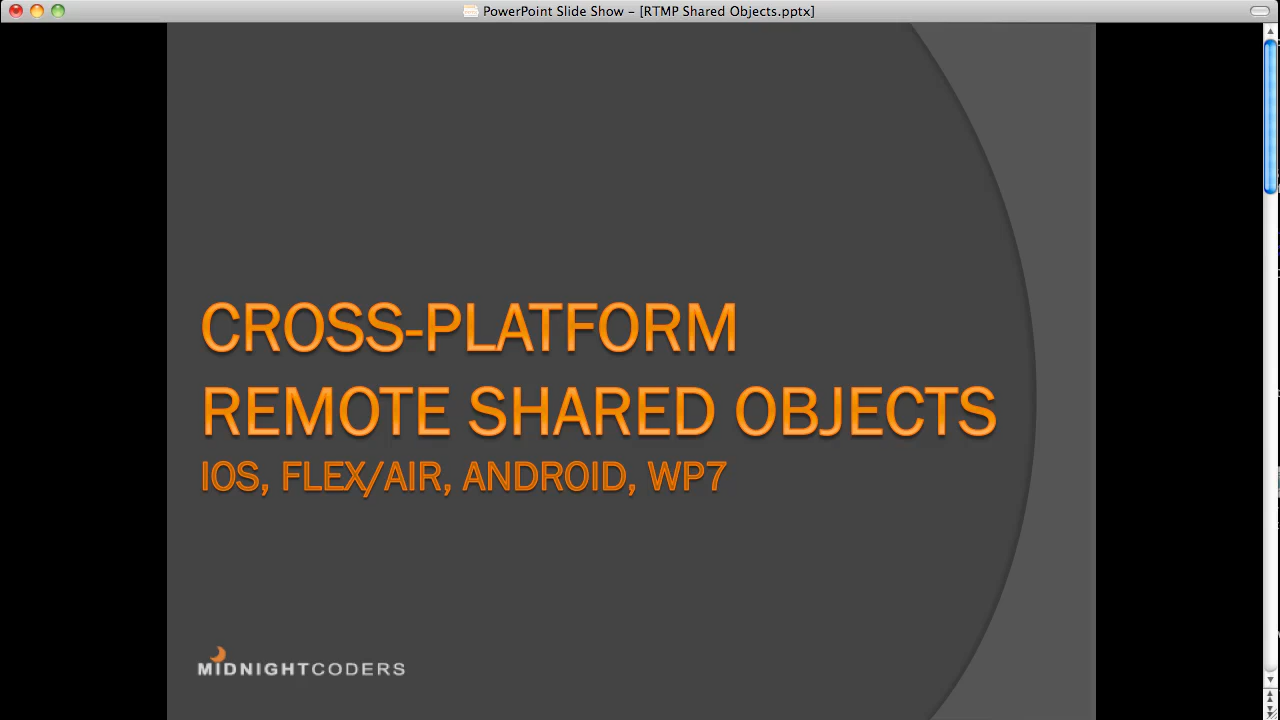 PowerPoint Slide Show – [RTMP Shared Objects.pptx]
CROSS-PLATFORM
REMOTE SHARED OBJECTS
IOS, FLEX/AIR, ANDROID, WP7
MIDNIGHTCODERS